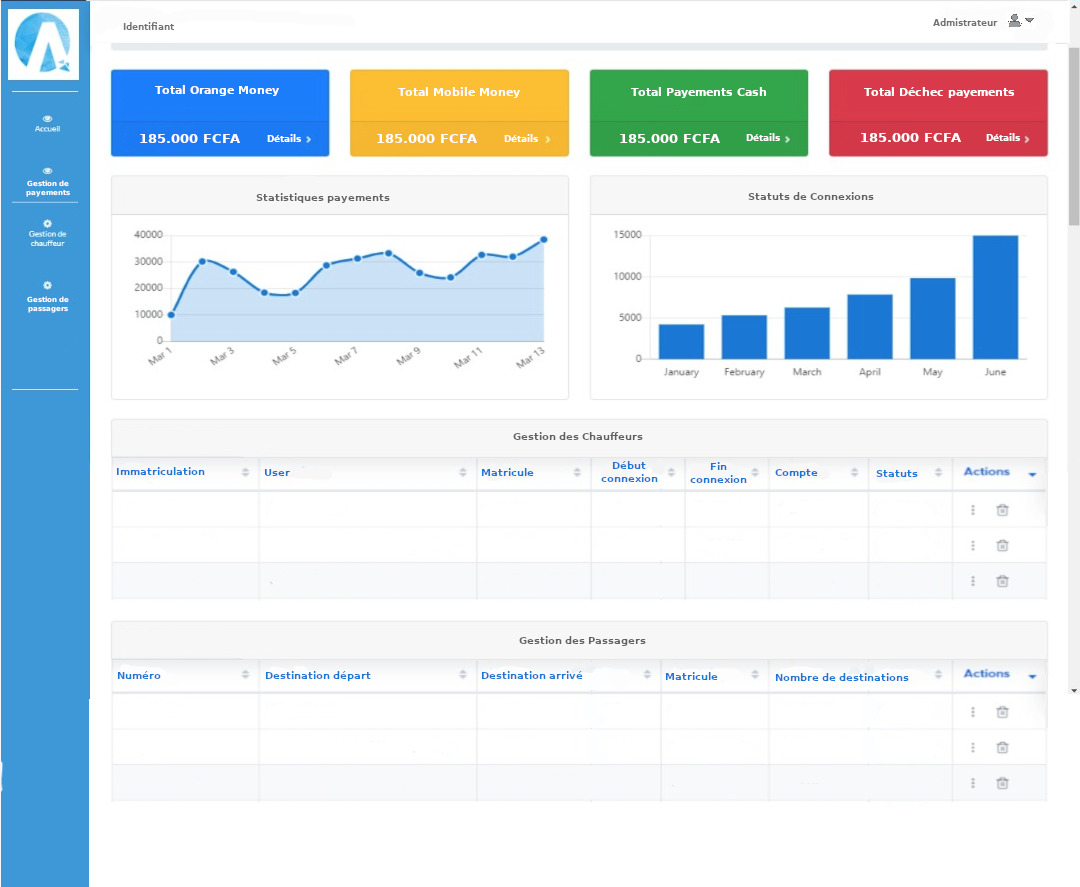 Identifiant
Admistrateur
Accueil
Gestion de
payements
Gestion de
chauffeur
Gestion de
passagers
Total Orange Money
185.000 FCFA Détails
Total Mobile Money
185.000 FCFA Détails
Total Payements Cash
185.000 FCFA Détails
Total Déchec payements
185.000 FCFA Détails
Statistiques payements
40000
30000
20000
10000
0
Mar 1 Mar 3 Mar 5 Mar 7 Mar 9 Mar 11 Mar 13
Statuts de Connexions
15000
10000
5000
0
January February March April May June
Gestion des Chauffeurs
Immatriculation User Matricule Début connexion Fin connexion Compte Statuts Actions
Gestion des Passagers
Numéro Destination départ Destination arrivé Matricule Nombre de destinations Actions